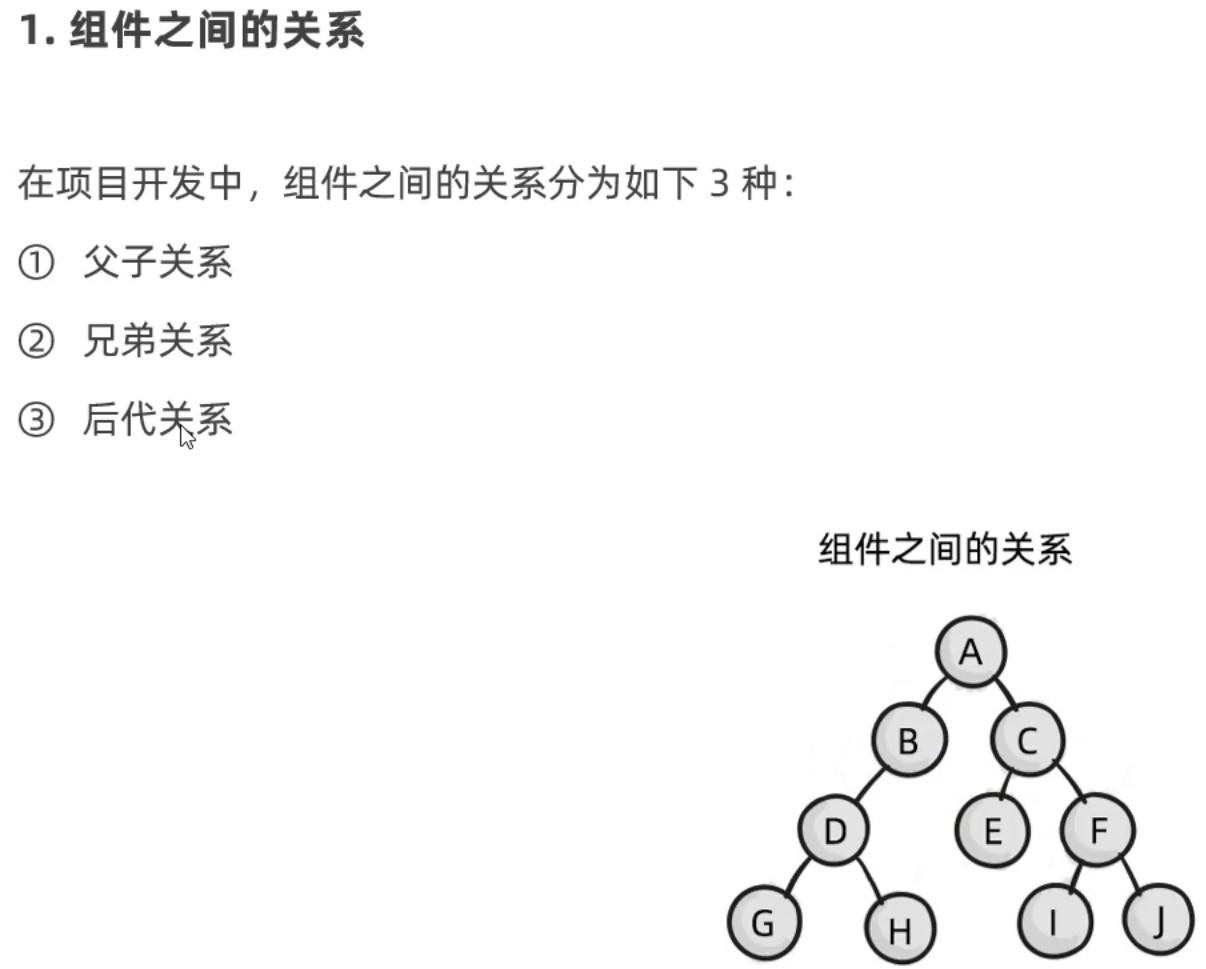 1. 组件之间的关系
在项目开发中，组件之间的关系分为如下 3 种：
① 父子关系
② 兄弟关系
③ 后代关系
组件之间的关系
A
B C
D E F
G H I J